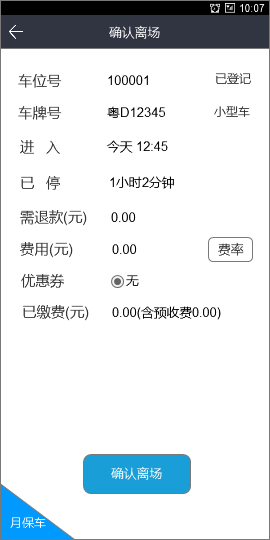 10:07
确认离场
车位号 100001 已登记
车牌号 粤D12345 小型车
进 入 今天 12:45
已 停 1小时2分钟
需退款(元) 0.00
费用(元) 0.00 费率
优惠券 无
已缴费(元) 0.00(含预收费0.00)
确认离场
月保车